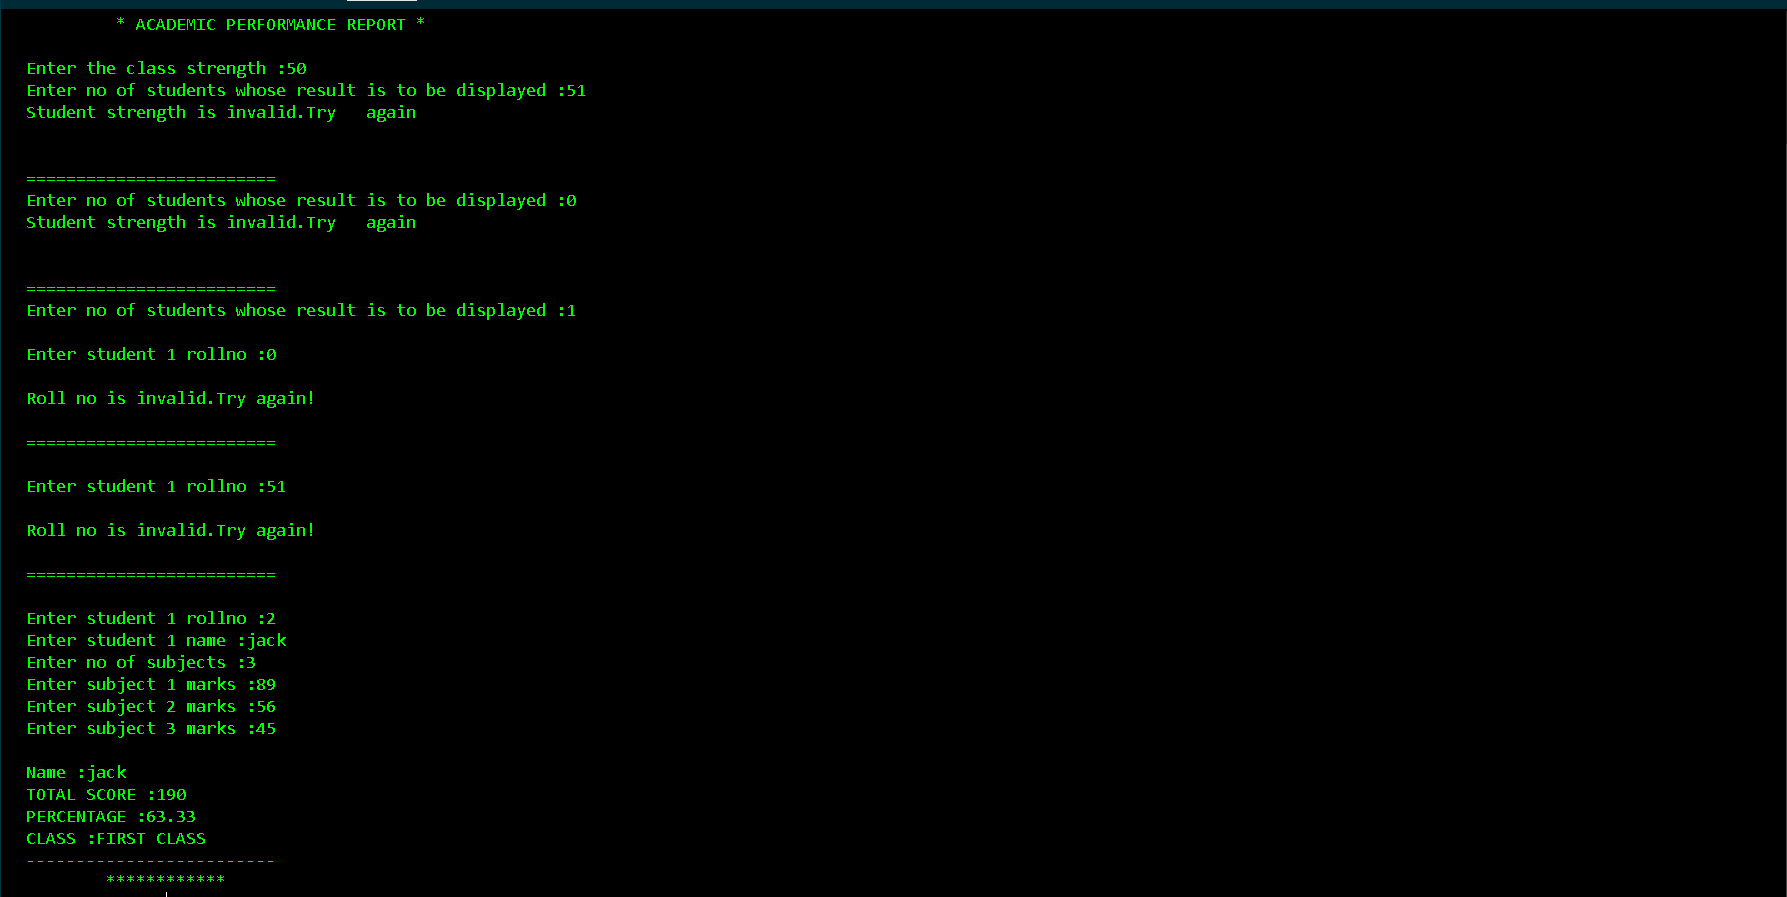 * ACADEMIC PERFORMANCE REPORT *
Enter the class strength :50
Enter no of students whose result is to be displayed :51
Student strength is invalid.Try   again
=========================
Enter no of students whose result is to be displayed :0
Student strength is invalid.Try   again
=========================
Enter no of students whose result is to be displayed :1
Enter student 1 rollno :0
Roll no is invalid.Try again!
=========================
Enter student 1 rollno :51
Roll no is invalid.Try again!
=========================
Enter student 1 rollno :2
Enter student 1 name :jack
Enter no of subjects :3
Enter subject 1 marks :89
Enter subject 2 marks :56
Enter subject 3 marks :45
Name :jack
TOTAL SCORE :190
PERCENTAGE :63.33
CLASS :FIRST CLASS
-------------------------
************